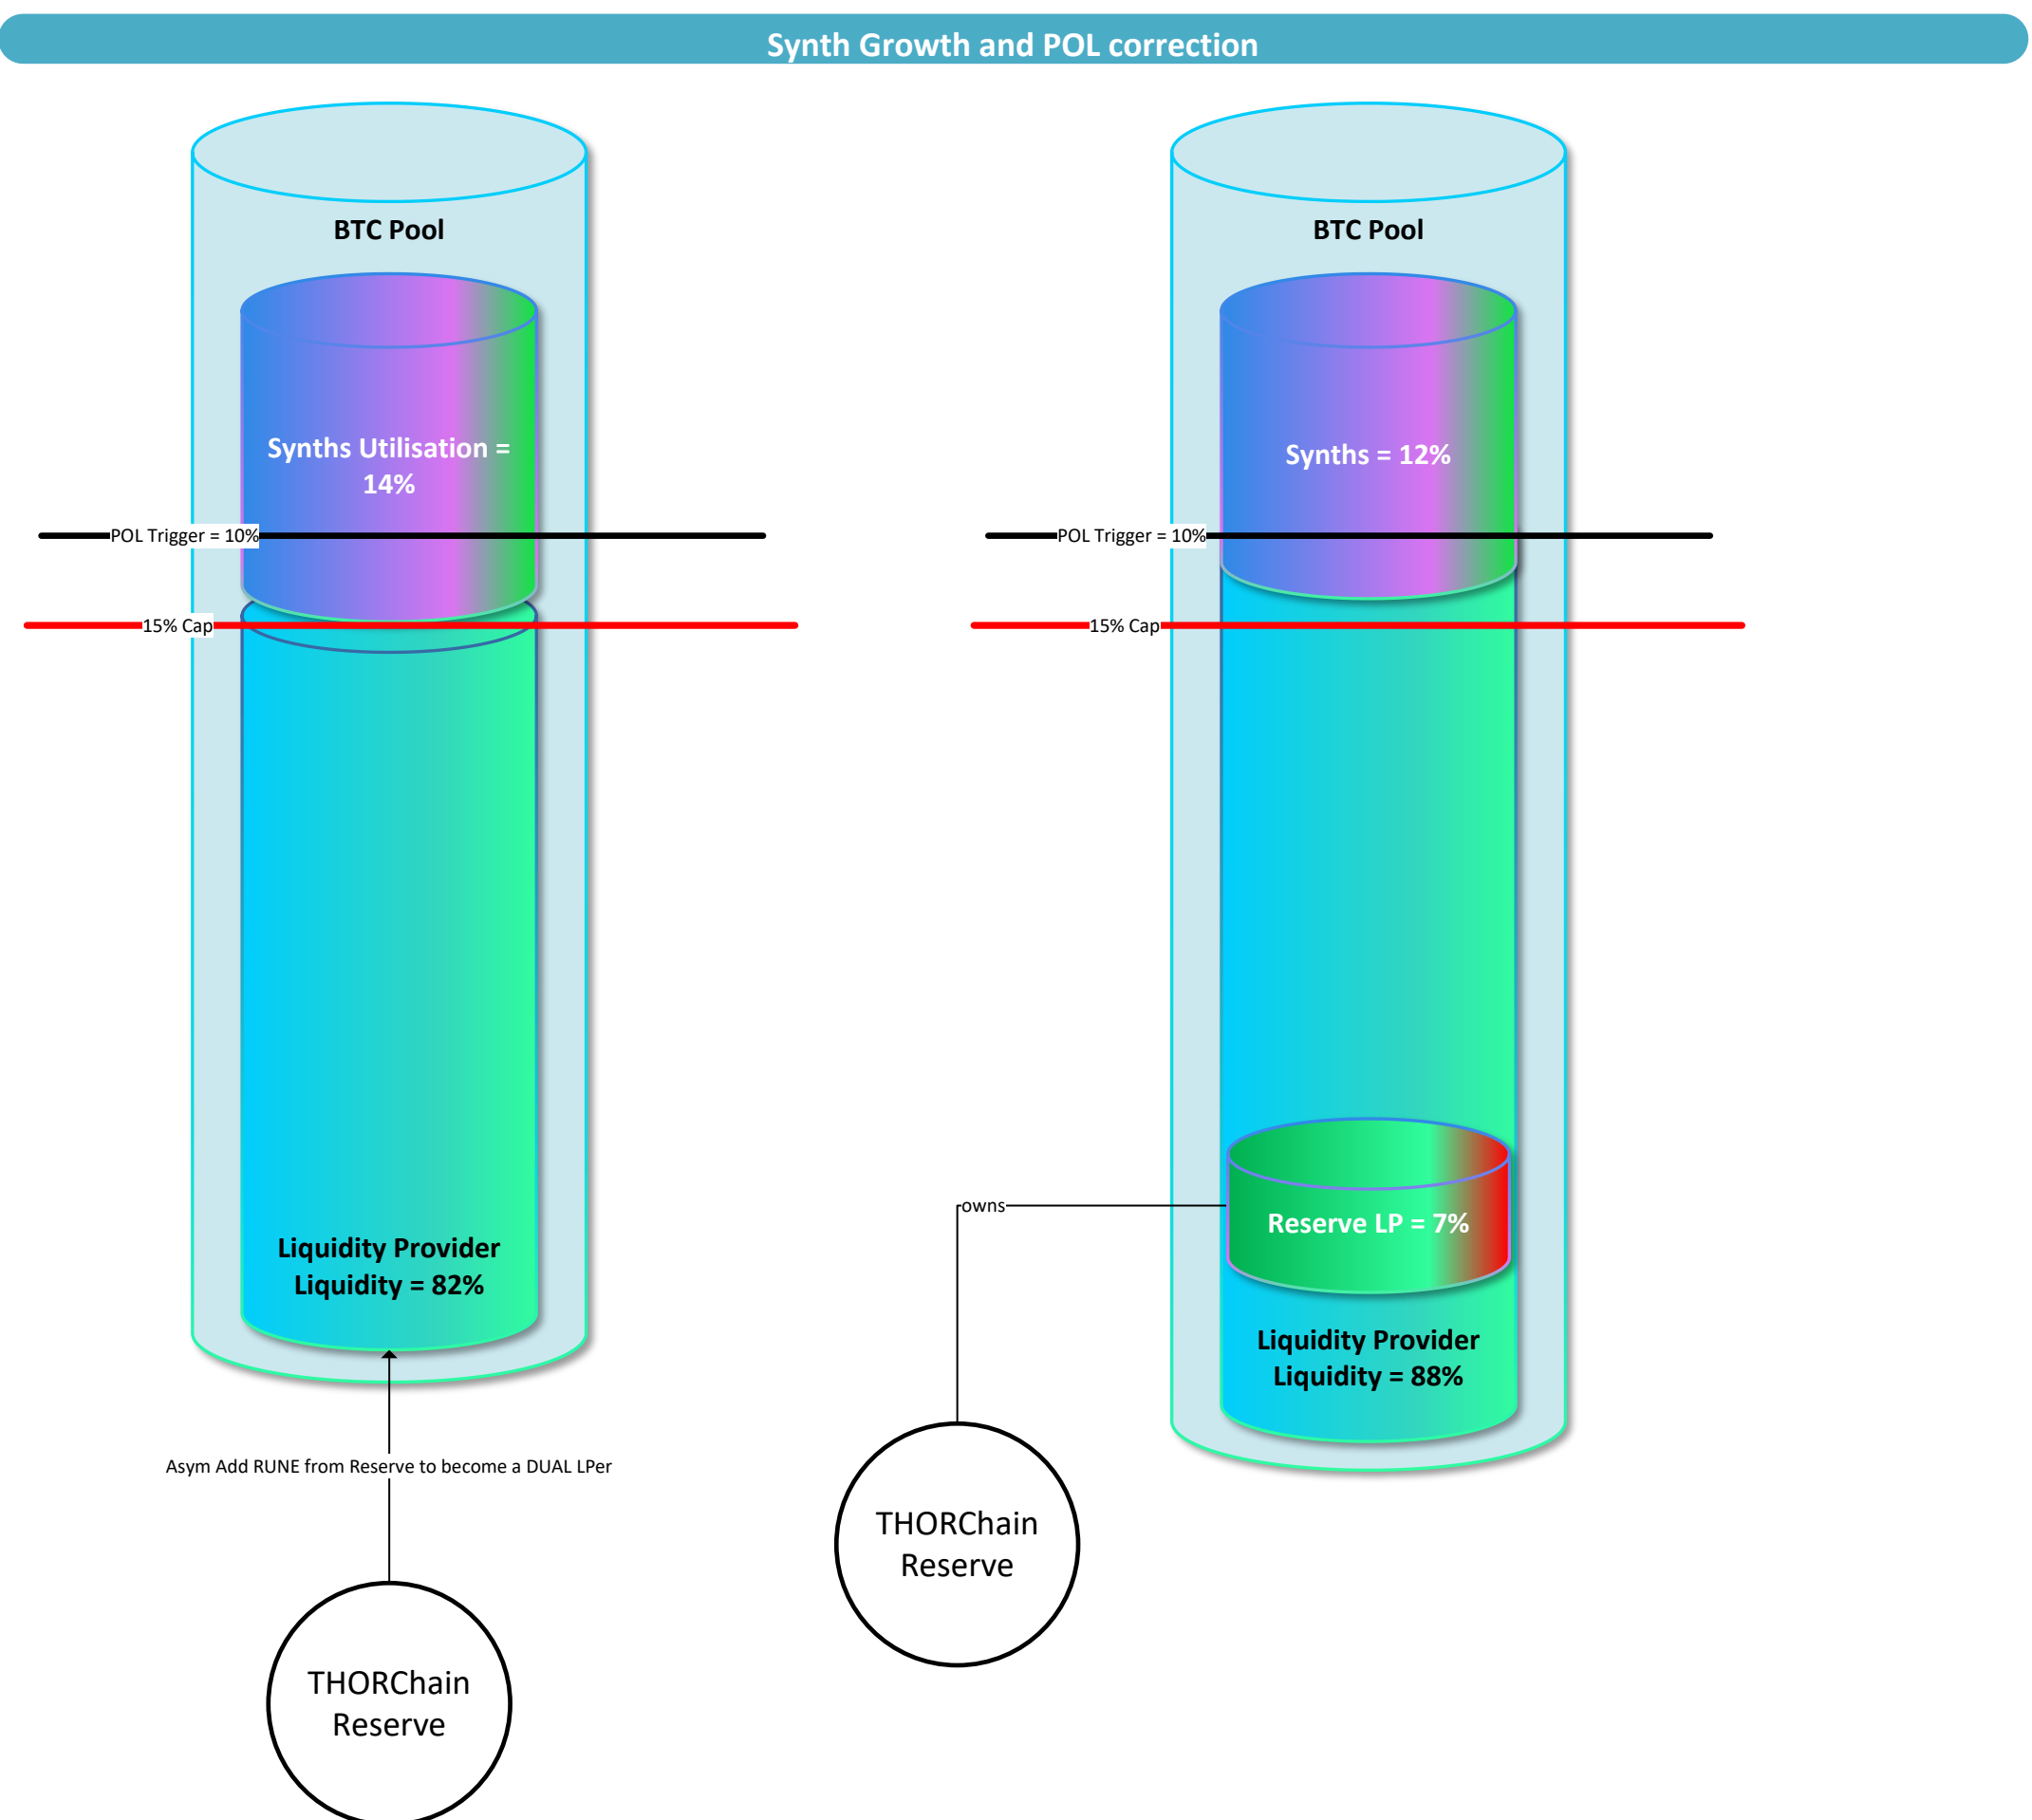 Synth Growth and POL correction
BTC Pool
Synths Utilisation =
14%
POL Trigger = 10%
15% Cap
Liquidity Provider
Liquidity = 82%
Asym Add RUNE from Reserve to become a DUAL LPer
THORChain
Reserve
BTC Pool
Synths = 12%
POL Trigger = 10%
15% Cap
owns
Reserve LP = 7%
Liquidity Provider
Liquidity = 88%
THORChain
Reserve